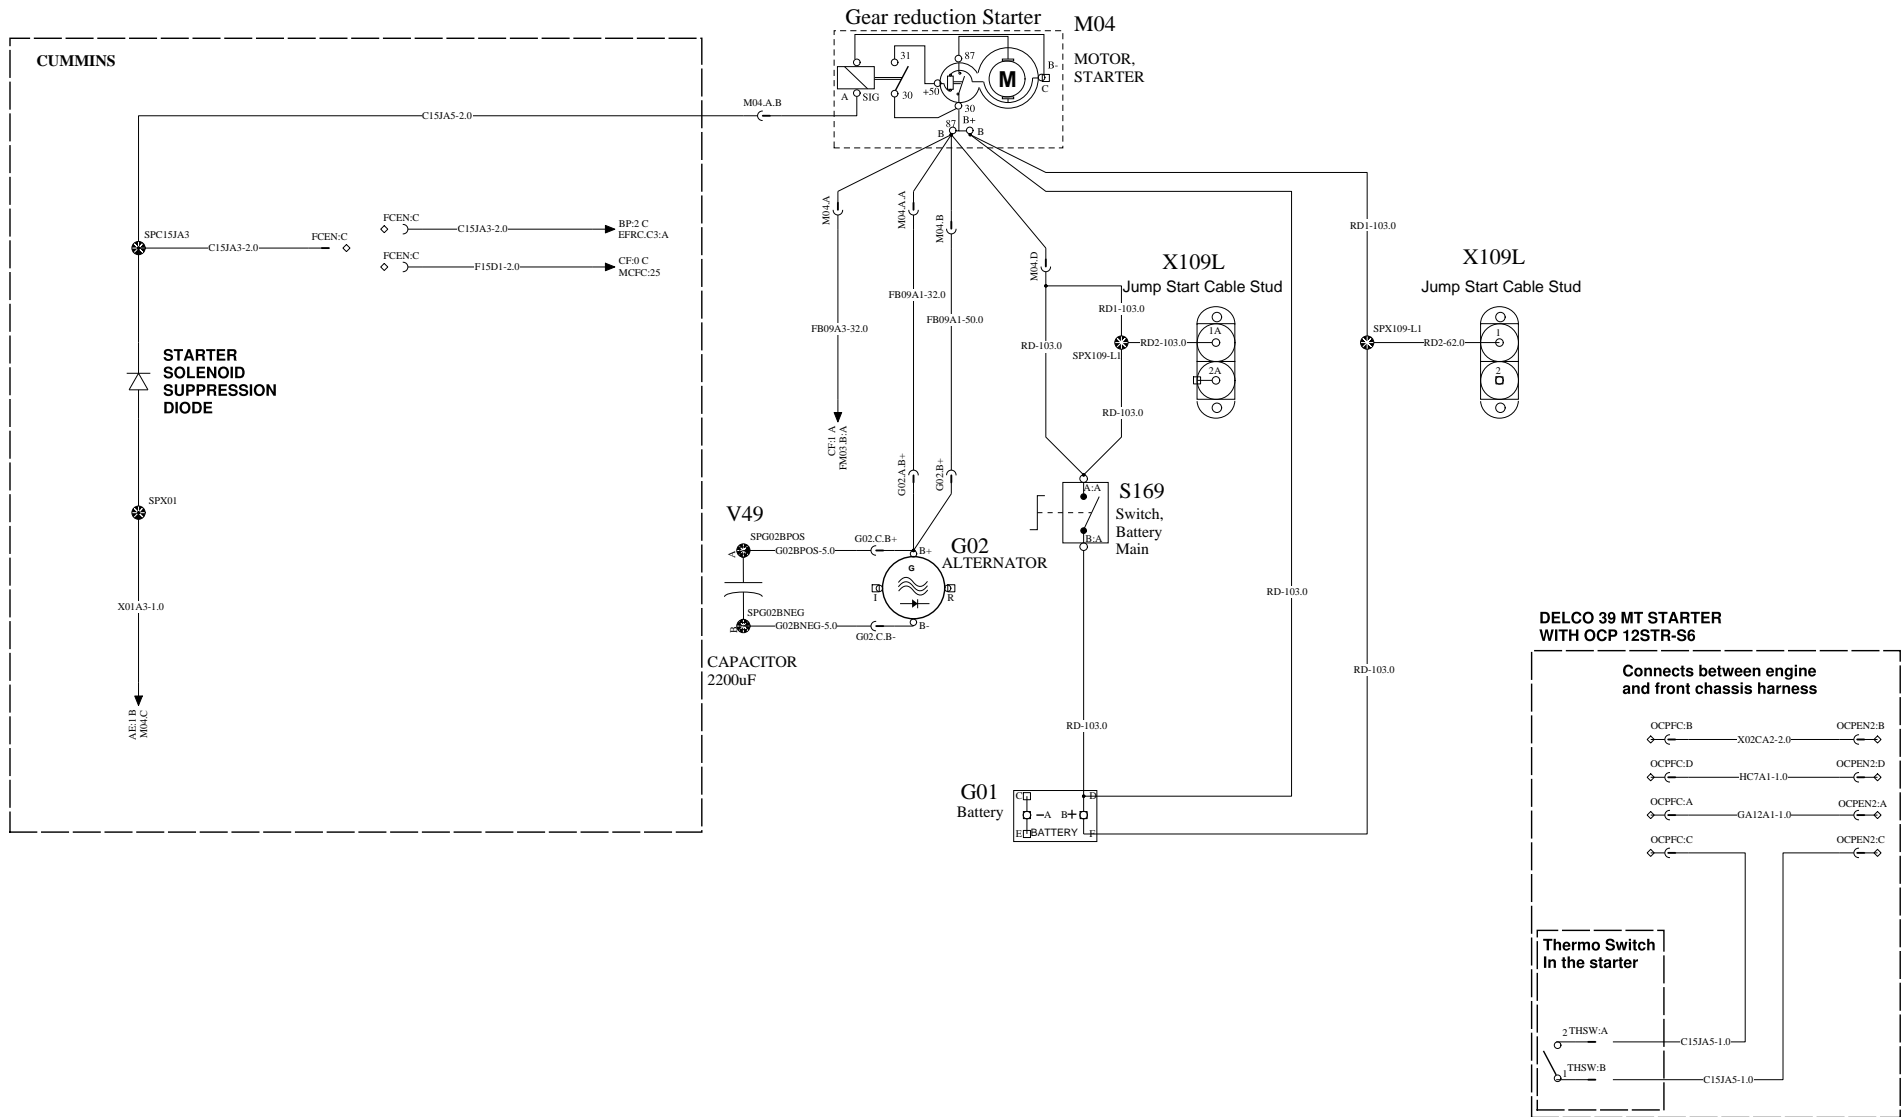 Gear reduction Starter
M04
MOTOR,
STARTER
CUMMINS
31
87
B-
M
C
+50
A
SIG
30
30
M04.A.B
C15JA5-2.0
87
B+
B
B
M04.A
M04.A.A
M04.B
M04.D
SPC15JA3
C15JA3-2.0
FCEN:C
FCEN:C
C15JA3-2.0
BP:2 C
EFRC.C3:A
FCEN:C
F15D1-2.0
CF:0 C
MCFC:25
RD1-103.0
X109L
Jump Start Cable Stud
X109L
Jump Start Cable Stud
FB09A1-32.0
FB09A1-50.0
FB09A3-32.0
RD1-103.0
RD-103.0
SPX109-L1
RD2-103.0
1A
2A
SPX109-L1
RD2-62.0
1
2
STARTER
SOLENOID
SUPPRESSION
DIODE
RD-103.0
CF:1 A
FM03.B:A
G02.A.B+
G02.B+
SPX01
A:A
S169
Switch,
Battery
Main
B:A
V49
SPG02BPOS
A
G02BPOS-5.0
G02.C.B+
B+
G02
ALTERNATOR
G
I
R
SPG02BNEG
B
G02BNEG-5.0
G02.C.B-
B-
CAPACITOR
2200uF
X01A3-1.0
AE:1 B
M04.C
RD-103.0
RD-103.0
RD-103.0
G01
Battery
C
D
-A
B+
E
BATTERY
F
DELCO 39 MT STARTER
WITH OCP 12STR-S6
Connects between engine
and front chassis harness
OCPFC:B
X02CA2-2.0
OCPEN2:B
OCPFC:D
HC7A1-1.0
OCPEN2:D
OCPFC:A
GA12A1-1.0
OCPEN2:A
OCPFC:C
OCPEN2:C
Thermo Switch
In the starter
2
THSW:A
C15JA5-1.0
1
THSW:B
C15JA5-1.0